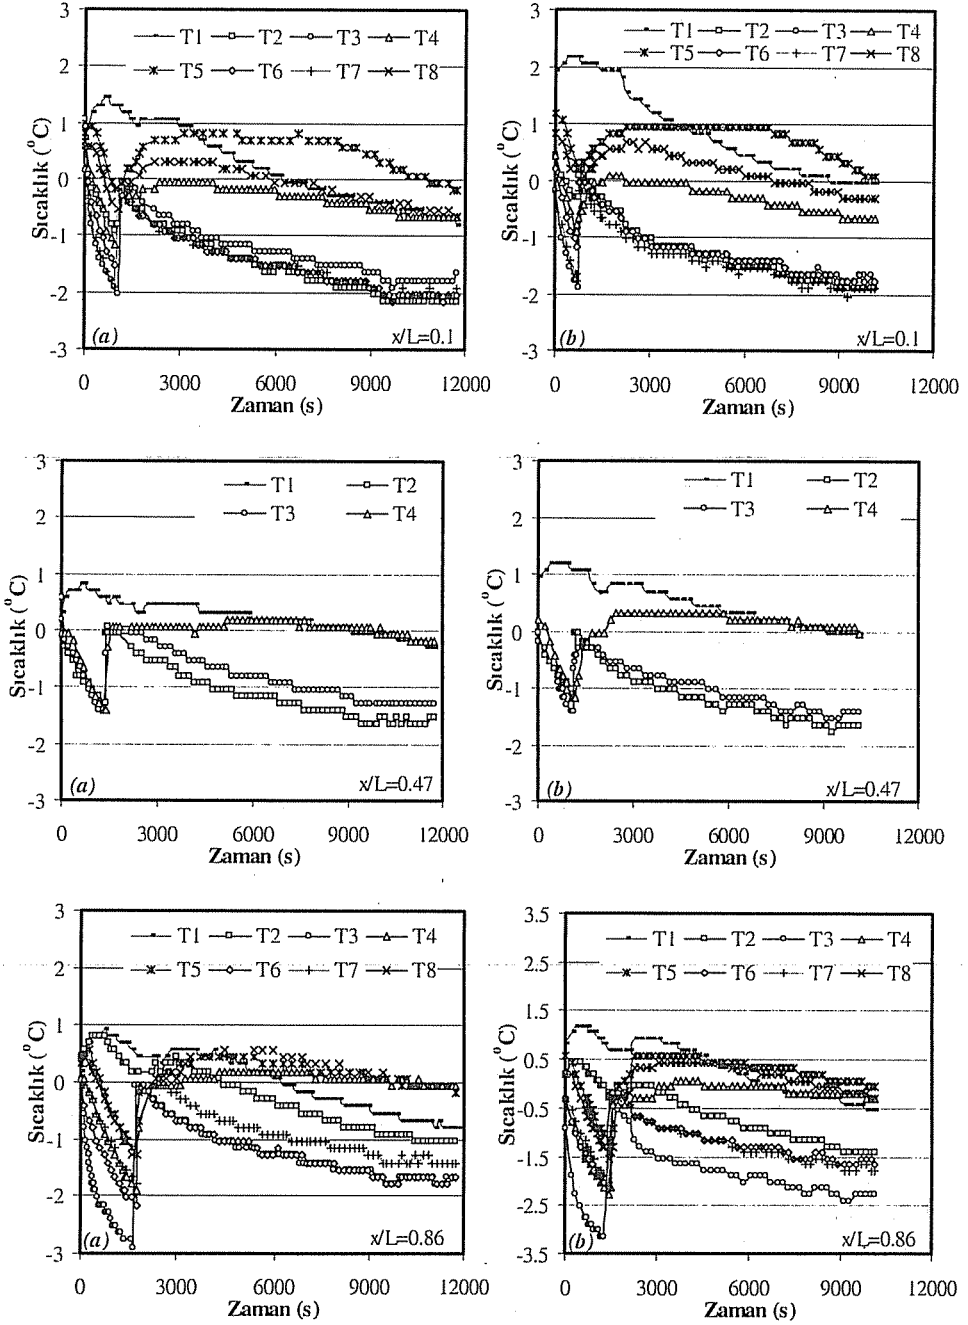 3
T1 T2 T3 T4
T5 T6 T7 T8
2
1
0
-1
-2
-3
Sıcaklık (°C)
(a) x/L=0.1
0 3000 6000 9000 12000
Zaman (s)
3
T1 T2 T3 T4
T5 T6 T7 T8
2
1
0
-1
-2
-3
Sıcaklık (°C)
(b) x/L=0.1
0 3000 6000 9000 12000
Zaman (s)
3
T1 T2
T3 T4
2
1
0
-1
-2
-3
Sıcaklık (°C)
(a) x/L=0.47
0 3000 6000 9000 12000
Zaman (s)
3
T1 T2
T3 T4
2
1
0
-1
-2
-3
Sıcaklık (°C)
(b) x/L=0.47
0 3000 6000 9000 12000
Zaman (s)
3
T1 T2 T3 T4
T5 T6 T7 T8
2
1
0
-1
-2
-3
Sıcaklık (°C)
(a) x/L=0.86
0 3000 6000 9000 12000
Zaman (s)
3.5
T1 T2 T3 T4
T5 T6 T7 T8
2.5
1.5
0.5
-0.5
-1.5
-2.5
-3.5
Sıcaklık (°C)
(b) x/L=0.86
0 3000 6000 9000 12000
Zaman (s)